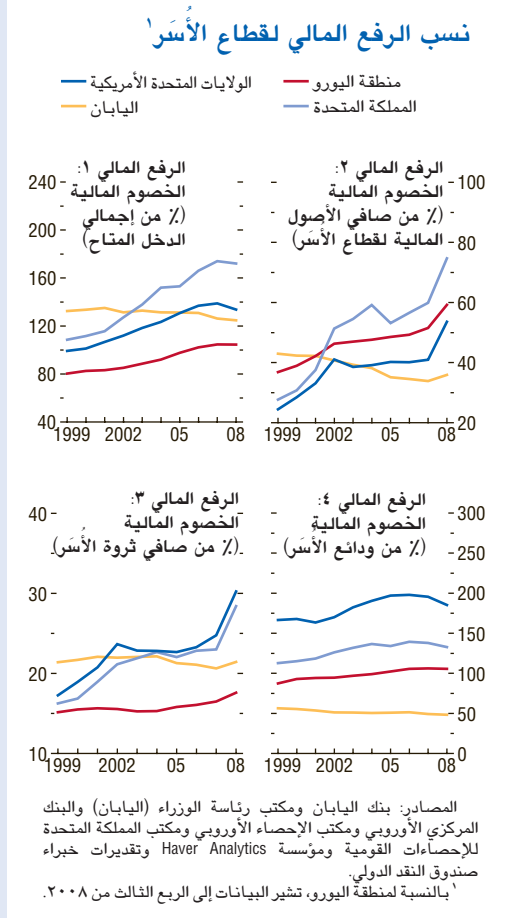 نسب الرفع المالي لقطاع الأُسَر١
منطقة اليورو
الولايات المتحدة الأمريكية
المملكة المتحدة
اليابان
الرفع المالي ١:
الخصوم المالية
(٪ من إجمالي
الدخل المتاح)
240
200
160
120
80
40
1999 2002 05 08
الرفع المالي ٢:
الخصوم المالية
(٪ من صافي الأصول
المالية لقطاع الأُسَر)
100
80
60
40
20
1999 2002 05 08
الرفع المالي ٣:
الخصوم المالية
(٪ من صافي ثروة الأُسَر)
40
30
20
10
1999 2002 05 08
الرفع المالي ٤:
الخصوم المالية
(٪ من ودائع الأُسَر)
300
250
200
150
100
50
0
1999 2002 05 08
المصادر: بنك اليابان ومكتب رئاسة الوزراء (اليابان) والبنك
المركزي الأوروبي ومكتب الإحصاء الأوروبي ومكتب المملكة المتحدة
للإحصاءات القومية ومؤسسة Haver Analytics وتقديرات خبراء
صندوق النقد الدولي.
١ بالنسبة لمنطقة اليورو، تشير البيانات إلى الربع الثالث من ٢٠٠٨.